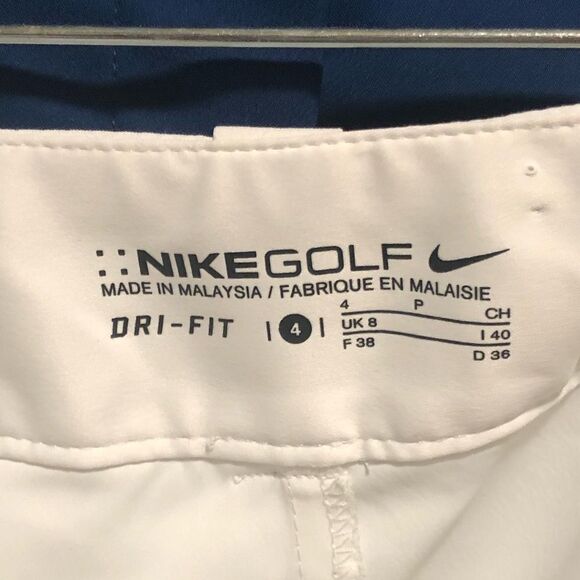 NIKEGOLF
MADE IN MALAYSIA / FABRIQUE EN MALAISIE
DRI-FIT | 4 |
4 P CH
UK 8 I 40
F 38 D 36